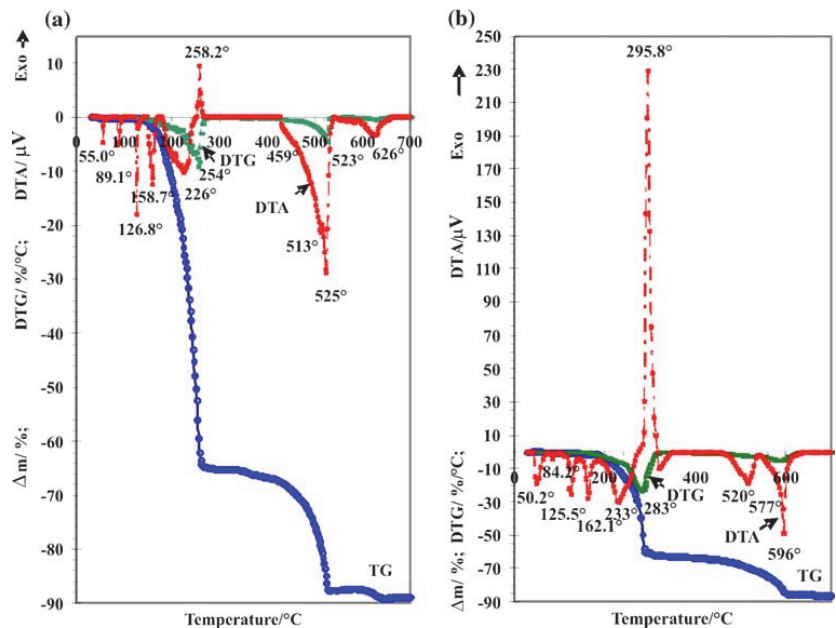 (a)
Exo
DTA/ μV
DTG/ %/°C;
Δ m/ %;
10
0
-10
-20
-30
-40
-50
-60
-70
-80
-90
100 200 300 400 500 600 700
258.2°
55.0°
89.1°
126.8°
158.7°
226°
254°
DTG
459°
DTA
513°
525°
523°
626°
TG
Temperature/°C
(b)
Exo
DTA/μV
Δ m/ %; DTG/ %/°C;
250
230
210
190
170
150
130
110
90
70
50
30
10
-10
-30
-50
-70
-90
0 200 400 600
295.8°
50.2°
84.2°
125.5°
162.1°
233°
283°
DTG
520°
577°
DTA
596°
TG
Temperature/°C